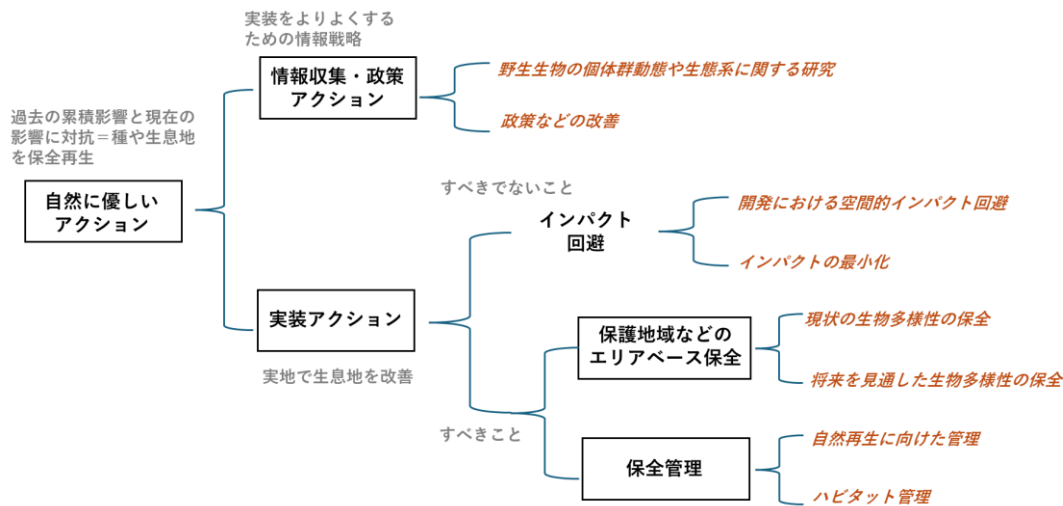 実装をよりよくする
ための情報戦略
情報収集・政策
アクション
野生生物の個体群動態や生態系に関する研究
政策などの改善
過去の累積影響と現在の
影響に対抗＝種や生息地
を保全再生
自然に優しい
アクション
すべきでないこと
インパクト
回避
開発における空間的インパクト回避
インパクトの最小化
実装アクション
実地で生息地を改善
保護地域などの
エリアベース保全
現状の生物多様性の保全
将来を見通した生物多様性の保全
すべきこと
保全管理
自然再生に向けた管理
ハビタット管理